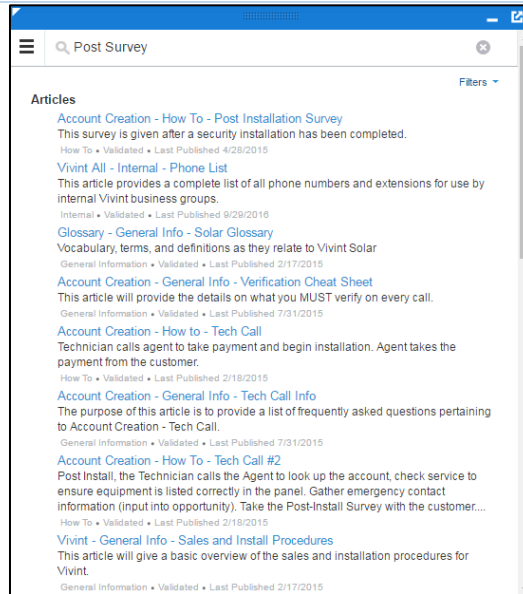 Post Survey
Filters
Articles
Account Creation - How To - Post Installation Survey
This survey is given after a security installation has been completed.
How To • Validated • Last Published 4/28/2015
Vivint All - Internal - Phone List
This article provides a complete list of all phone numbers and extensions for use by
internal Vivint business groups.
Internal • Validated • Last Published 9/29/2016
Glossary - General Info - Solar Glossary
Vocabulary, terms, and definitions as they relate to Vivint Solar
General Information • Validated • Last Published 2/17/2015
Account Creation - General Info - Verification Cheat Sheet
This article will provide the details on what you MUST verify on every call.
General Information • Validated • Last Published 7/31/2015
Account Creation - How to - Tech Call
Technician calls agent to take payment and begin installation. Agent takes the
payment from the customer.
How To • Validated • Last Published 2/18/2015
Account Creation - General Info - Tech Call Info
The purpose of this article is to provide a list of frequently asked questions pertaining
to Account Creation - Tech Call.
General Information • Validated • Last Published 7/31/2015
Account Creation - How To - Tech Call #2
Post Install, the Technician calls the Agent to look up the account, check service to
ensure equipment is listed correctly in the panel. Gather emergency contact
information (input into opportunity). Take the Post-Install Survey with the customer....
How To • Validated • Last Published 2/18/2015
Vivint - General Info - Sales and Install Procedures
This article will give a basic overview of the sales and installation procedures for
Vivint.
General Information • Validated • Last Published 2/17/2015